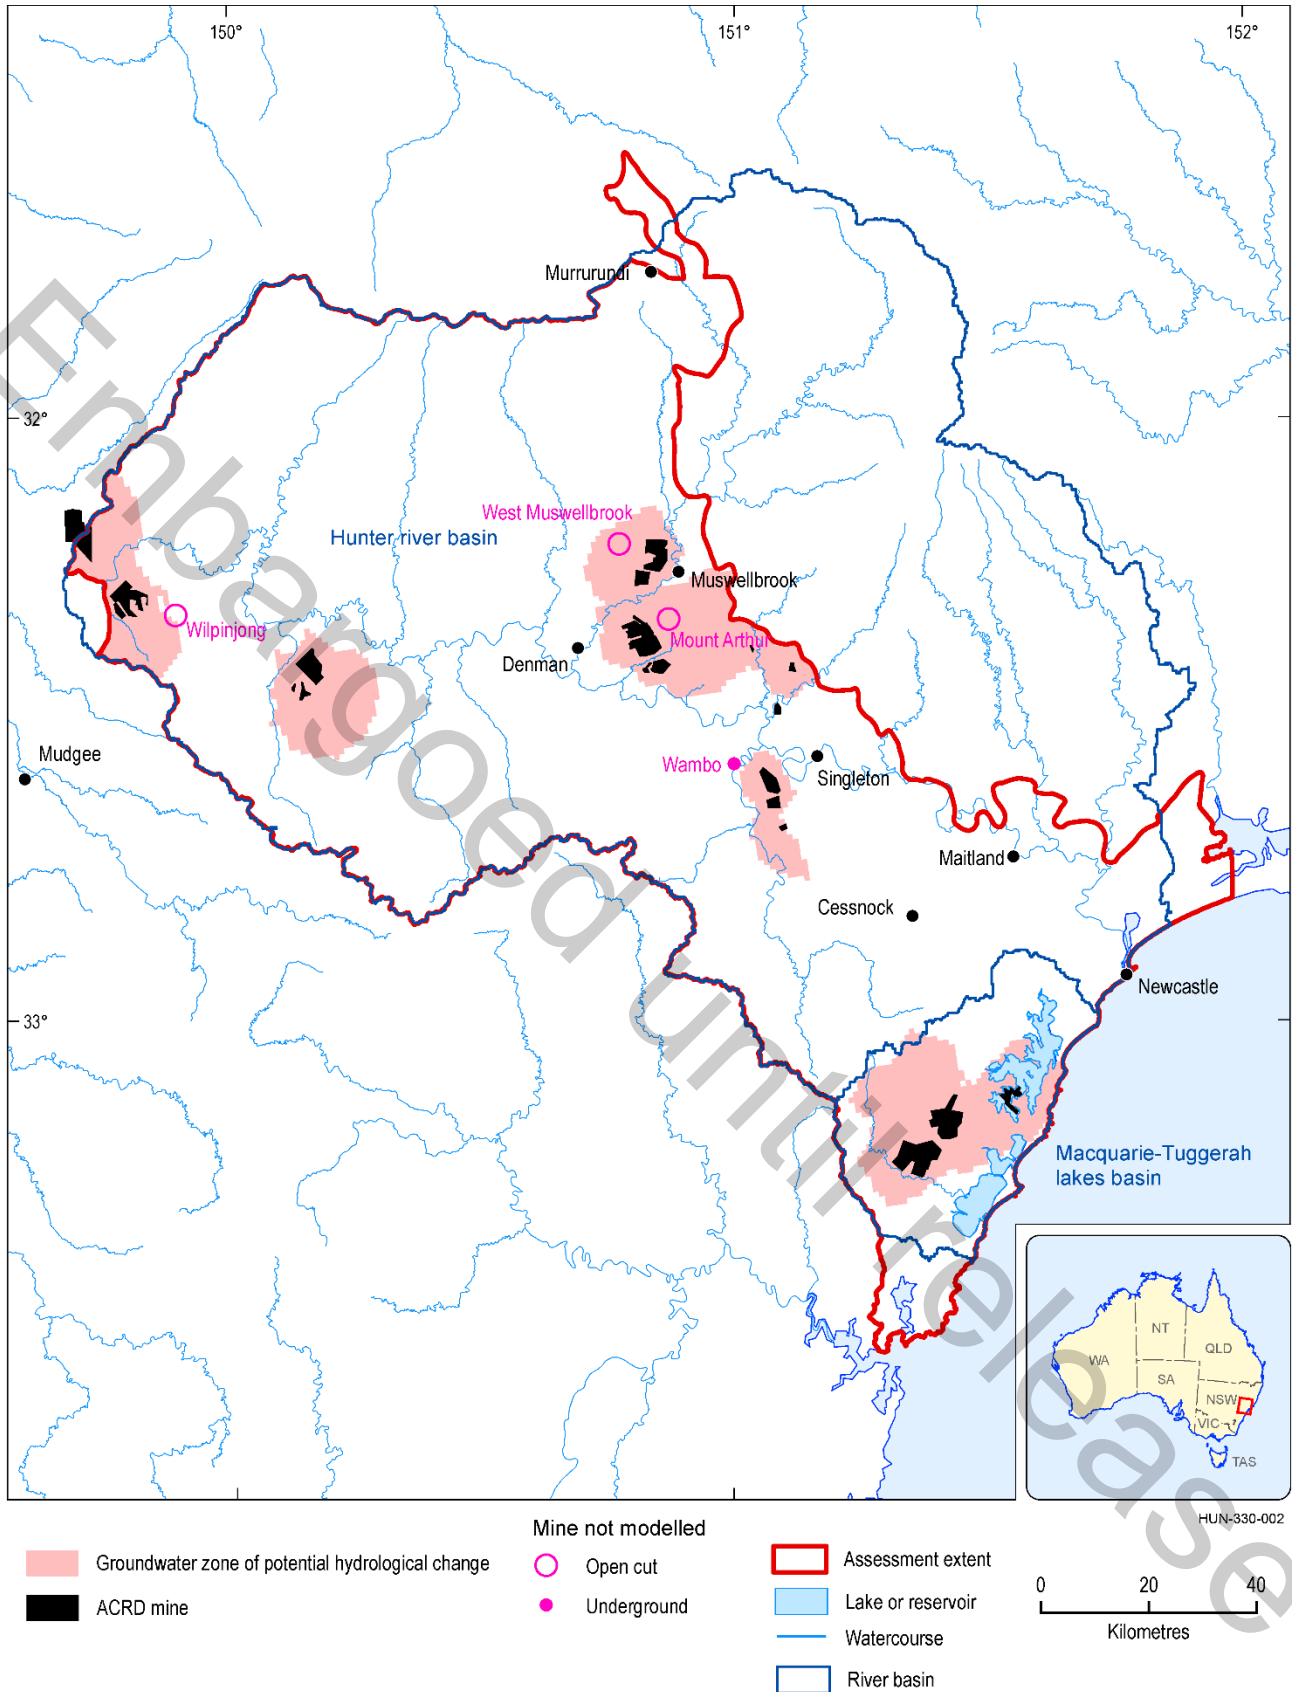 150°
151°
152°
Murrurundi
32°
West Muswellbrook
Hunter river basin
Muswellbrook
Wilpinjong
Mount Arthur
Denman
Mudgee
Wambo
Singleton
Maitland
Cessnock
Newcastle
33°
Macquarie-Tuggerah
lakes basin
Embargoed until release
NT
QLD
WA
SA
NSW
VIC
TAS
HUN-330-002
Mine not modelled
Groundwater zone of potential hydrological change
ACRD mine
Open cut
Underground
Assessment extent
Lake or reservoir
Watercourse
River basin
0 20 40
Kilometres